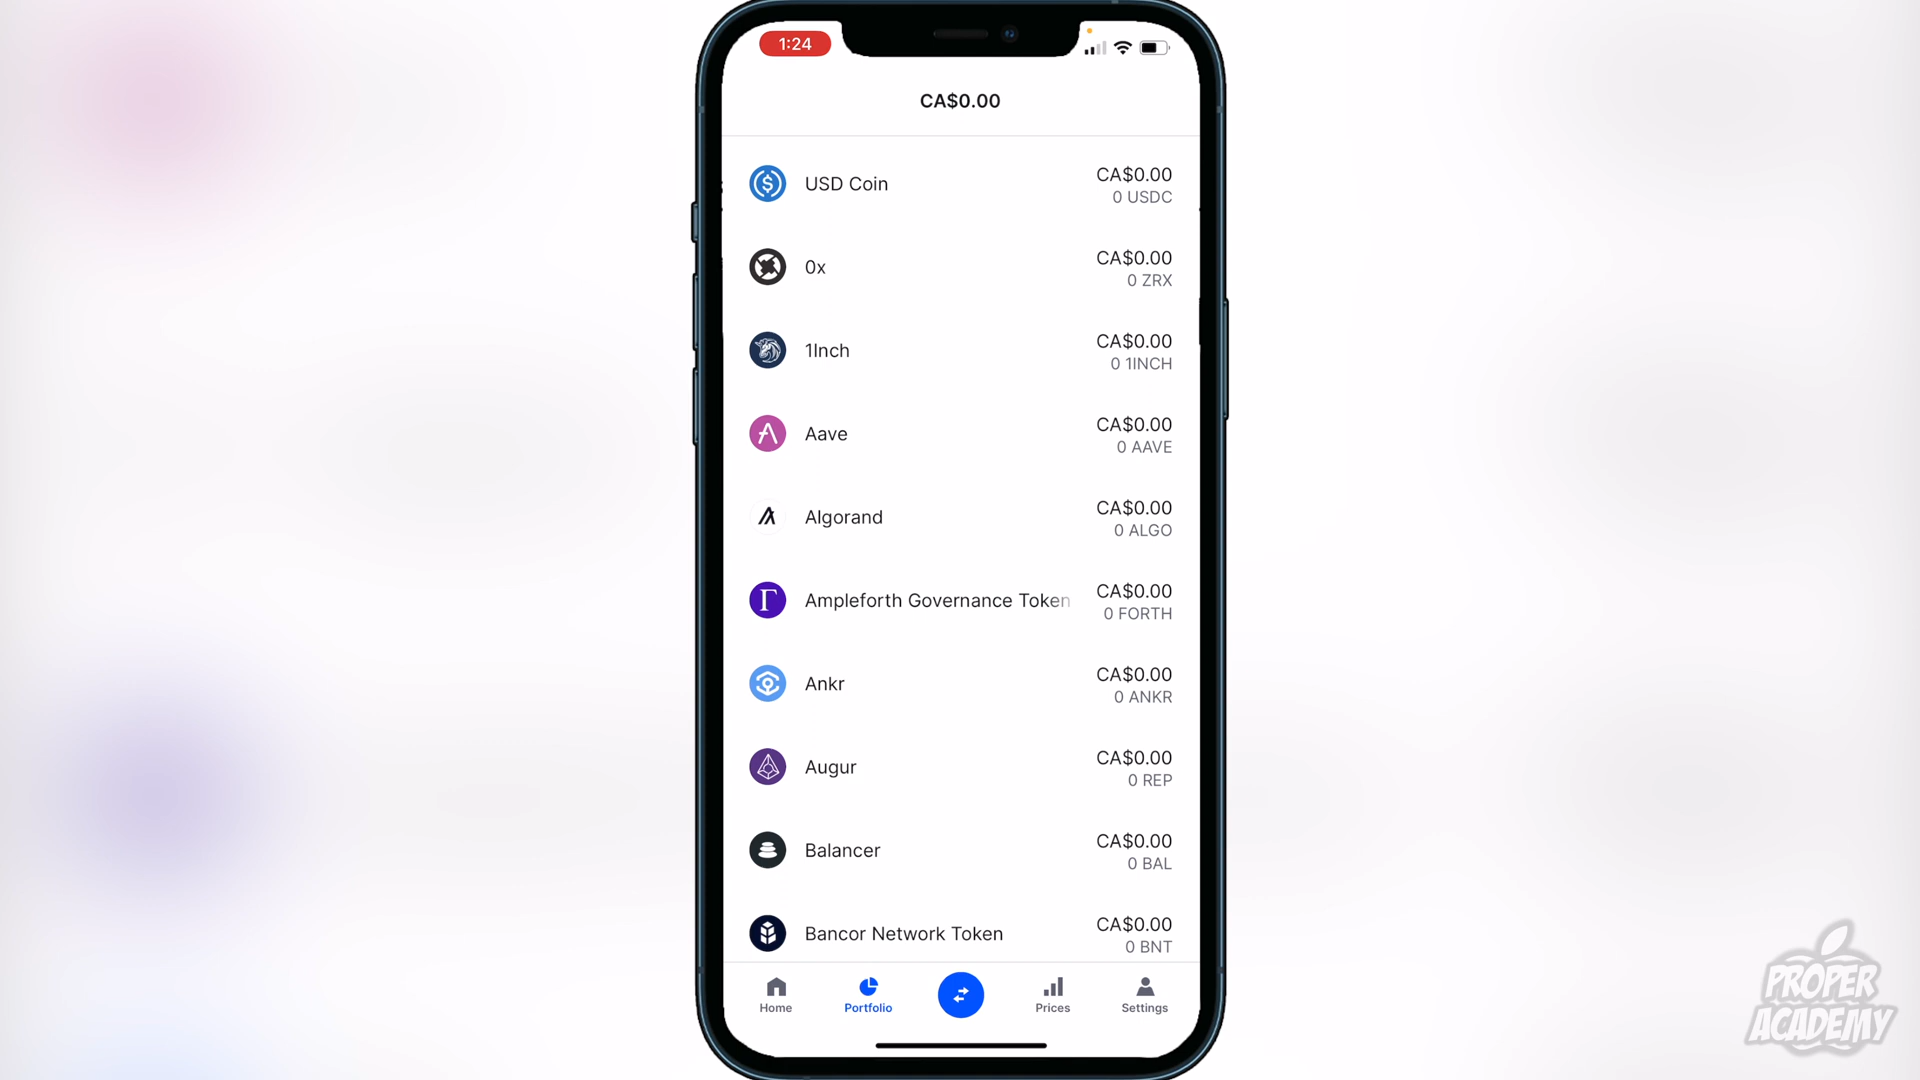 1:24
CA$0.00
USD Coin
CA$0.00
0 USDC
0x
CA$0.00
0 ZRX
1Inch
CA$0.00
0 1INCH
Aave
CA$0.00
0 AAVE
Algorand
CA$0.00
0 ALGO
Ampleforth Governance Token
CA$0.00
0 FORTH
Ankr
CA$0.00
0 ANKR
Augur
CA$0.00
0 REP
Balancer
CA$0.00
0 BAL
Bancor Network Token
CA$0.00
0 BNT
Home
Portfolio
Prices
Settings
PROPER
ACADEMY